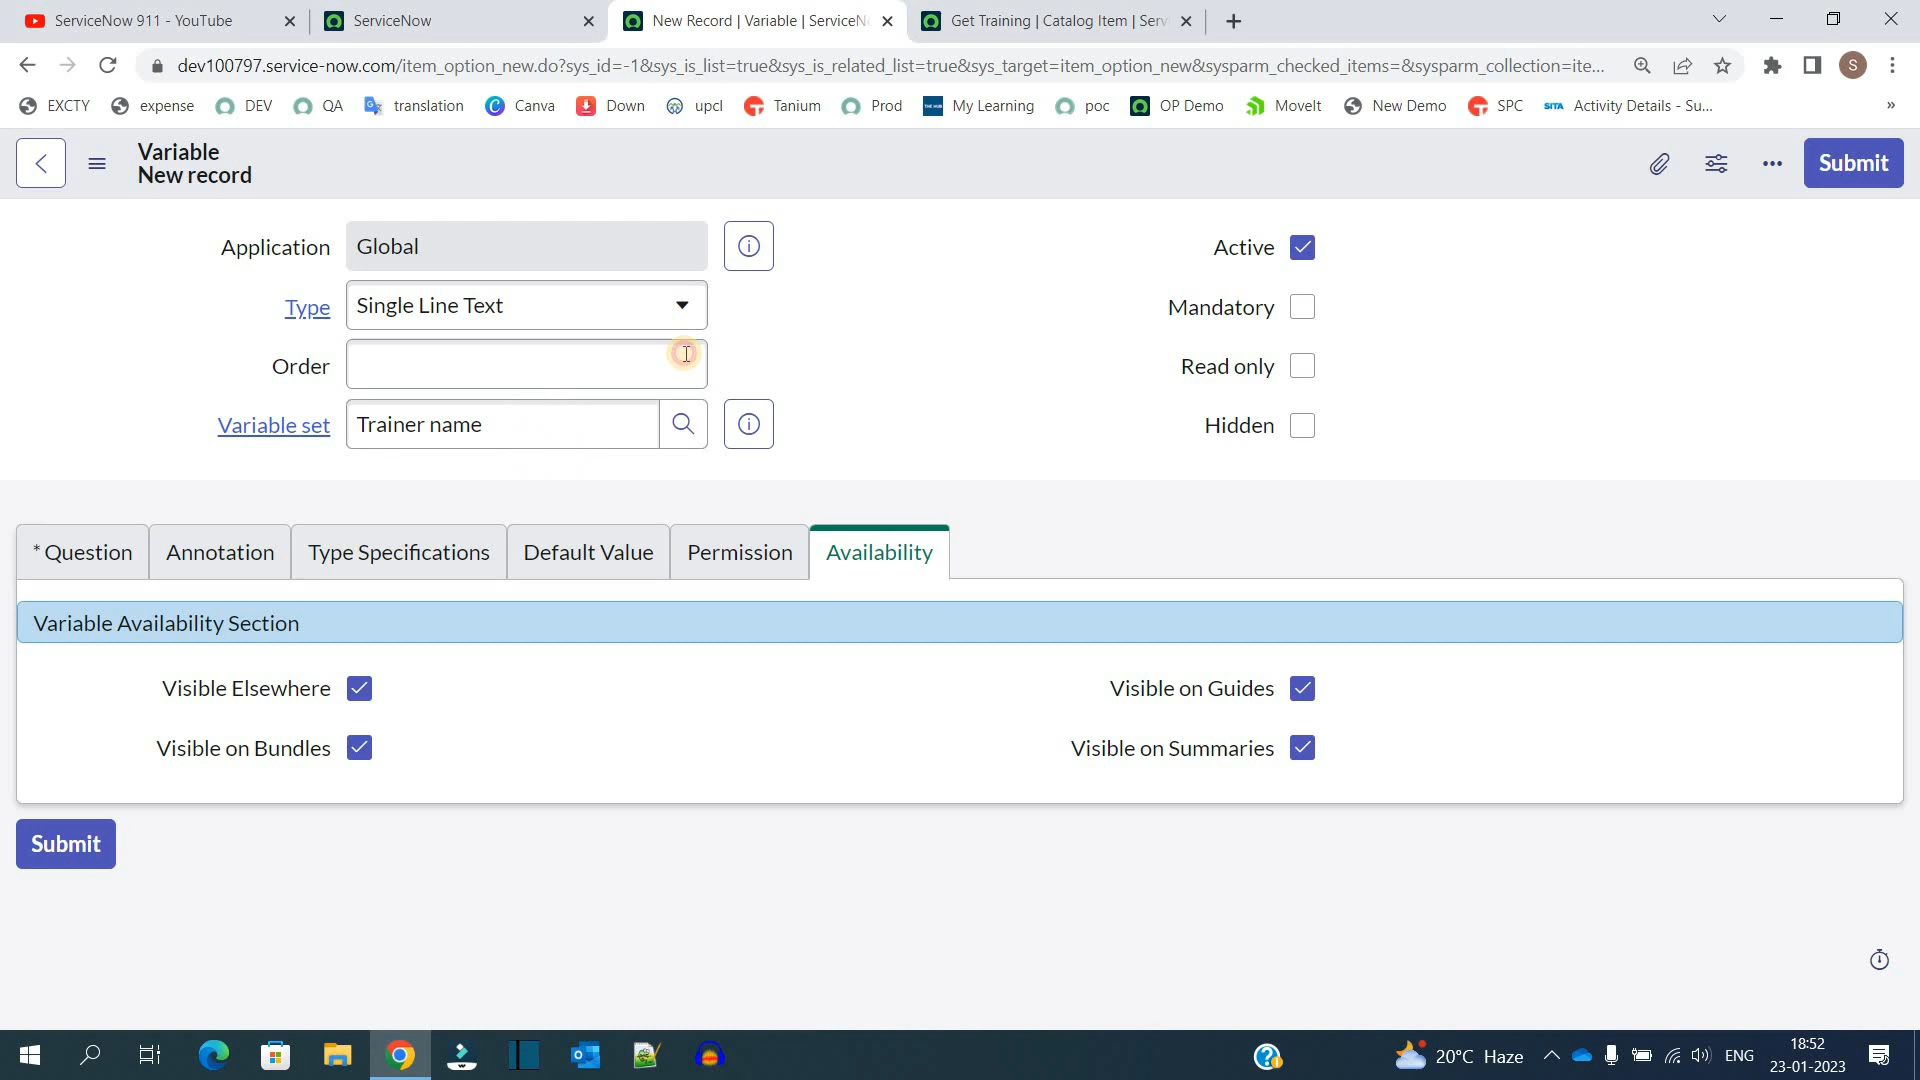 ServiceNow 911 - YouTube
ServiceNow
New Record | Variable | ServiceN
Get Training | Catalog Item | Serv
dev100797.service-now.com/item_option_new.do?sys_id=-1&sys_is_list=true&sys_is_related_list=true&sys_target=item_option_new&sysparm_checked_items=&sysparm_collection=ite...
S
EXCTY
expense
DEV
QA
translation
Canva
Down
upcl
Tanium
Prod
My Learning
poc
OP Demo
MoveIt
New Demo
SPC
SITA
Activity Details - Su...
»
Variable
New record
Submit
Application
Global
Active
Type
Single Line Text
Mandatory
Order
Read only
Variable set
Trainer name
Hidden
* Question
Annotation
Type Specifications
Default Value
Permission
Availability
Variable Availability Section
Visible Elsewhere
Visible on Guides
Visible on Bundles
Visible on Summaries
Submit
20°C Haze
ENG
18:52
23-01-2023